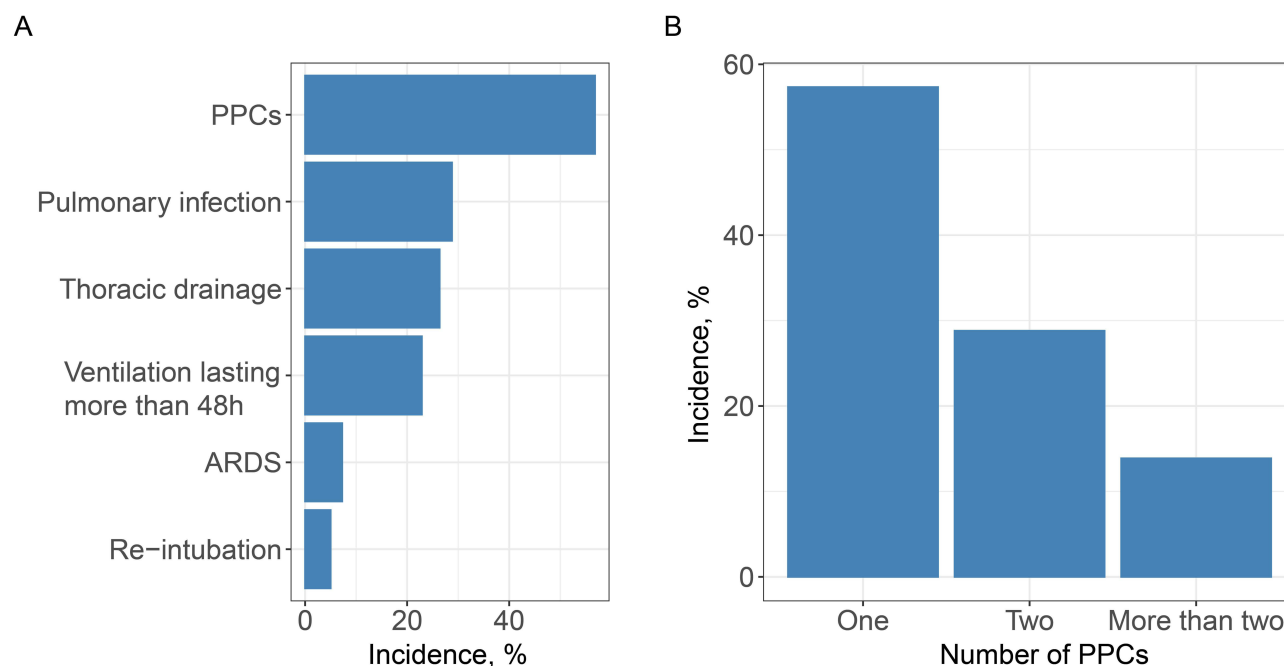 A
PPCs
Pulmonary infection
Thoracic drainage
Ventilation lasting
more than 48h
ARDS
Re−intubation
0 20 40
Incidence, %
B
60
40
20
0
Incidence, %
One Two More than two
Number of PPCs